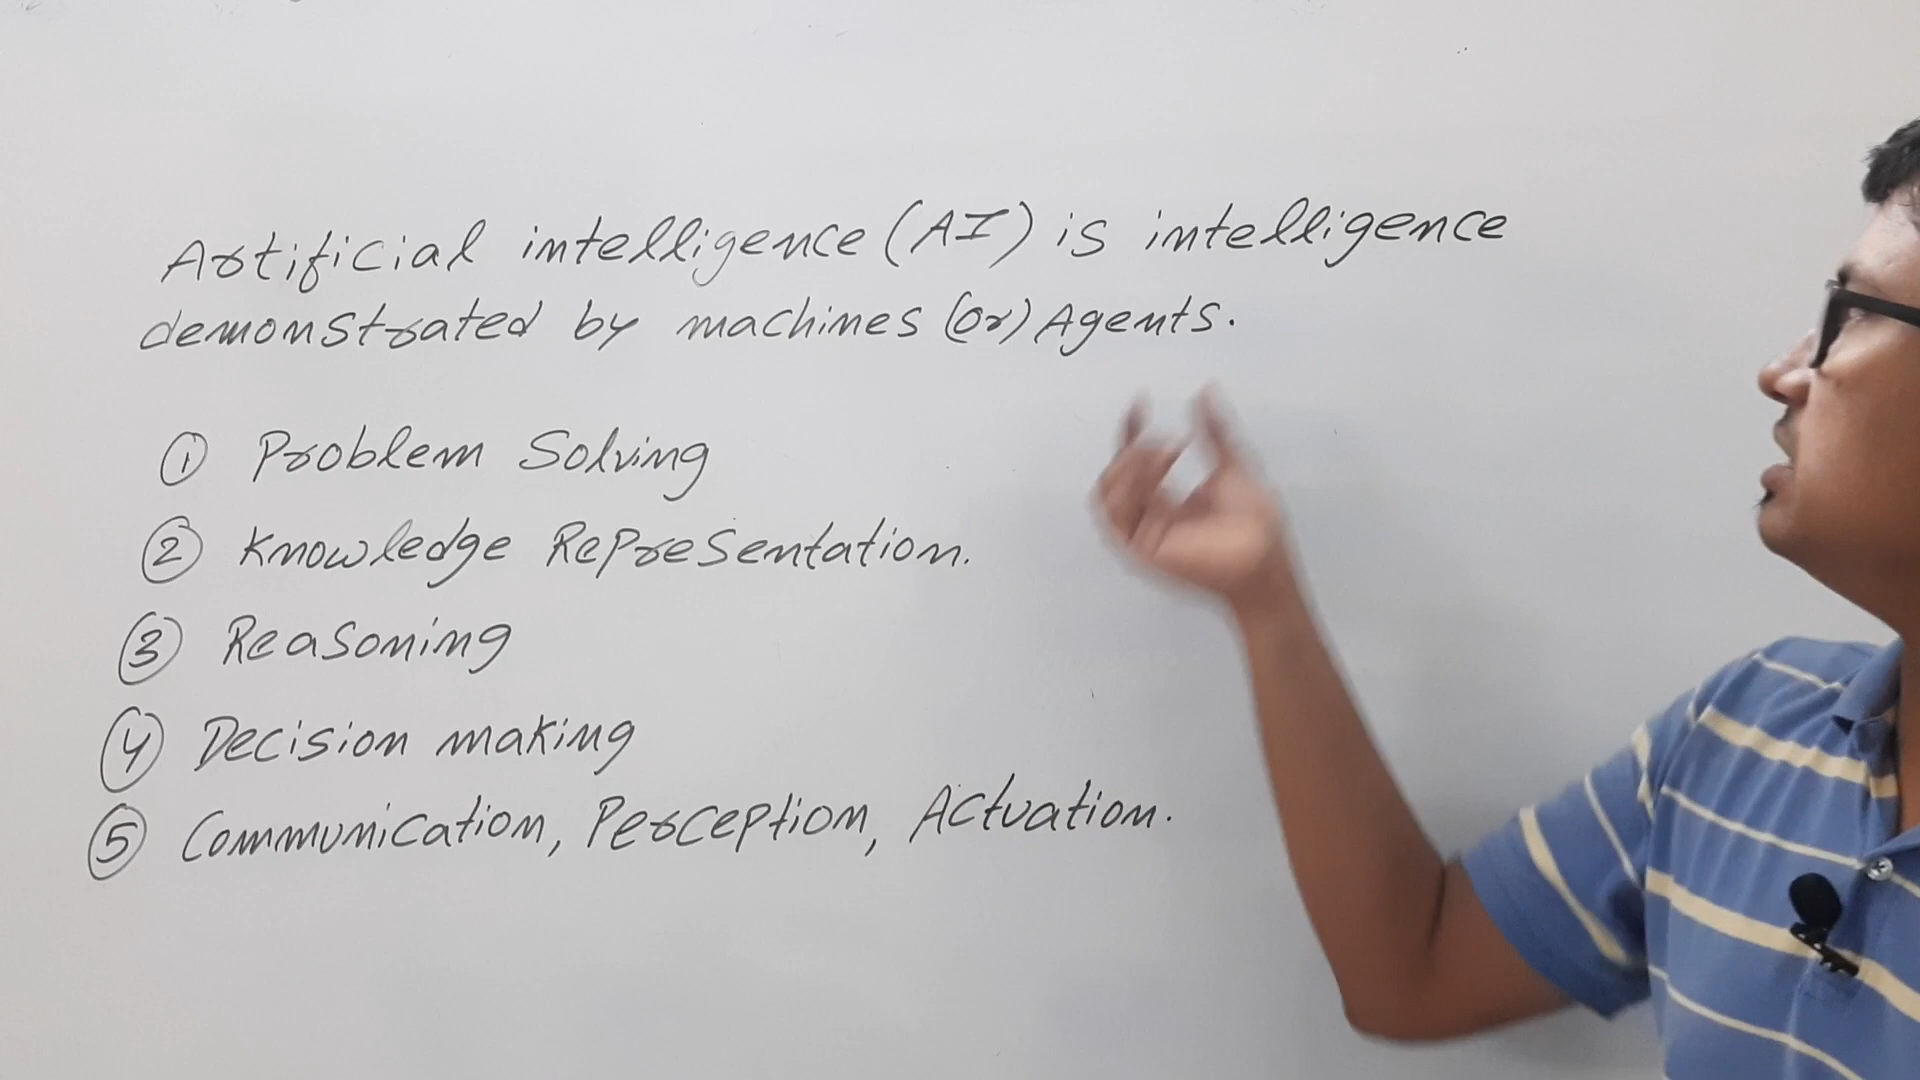 Artificial intelligence (AI) is intelligence
demonstrated by machines (or) Agents.
① Problem Solving
② Knowledge Representation.
③ Reasoning
④ Decision making
⑤ Communication, Perception, Actuation.